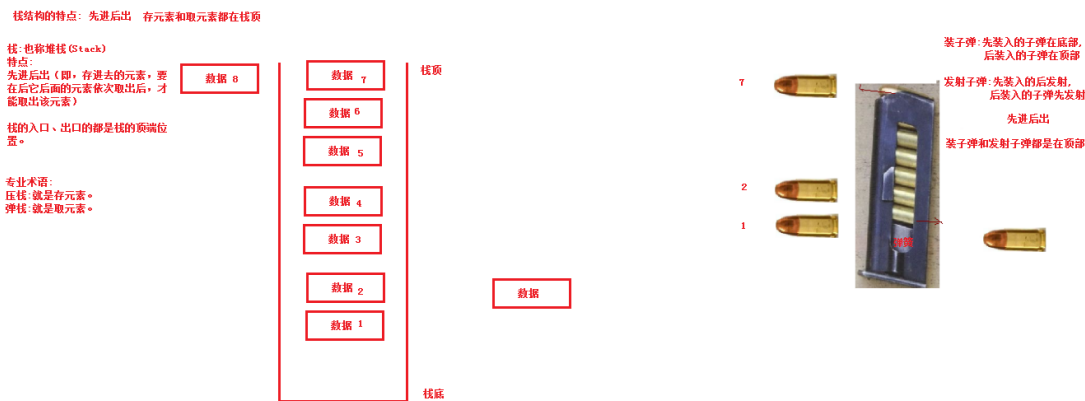 栈结构的特点: 先进后出 存元素和取元素都在栈顶
栈:也称堆栈(Stack)
特点:
先进后出(即,存进去的元素,要
在后它后面的元素依次取出后,才
能取出该元素)
栈的入口、出口的都是栈的顶端位
置。
专业术语:
压栈:就是存元素。
弹栈:就是取元素。
数据 8
数据 7
数据 6
数据 5
数据 4
数据 3
数据 2
数据 1
栈顶
栈底
数据
7
2
1
弹簧
装子弹:先装入的子弹在底部,
后装入的子弹在顶部
发射子弹:先装入的后发射,
后装入的子弹先发射
先进后出
装子弹和发射子弹都是在顶部